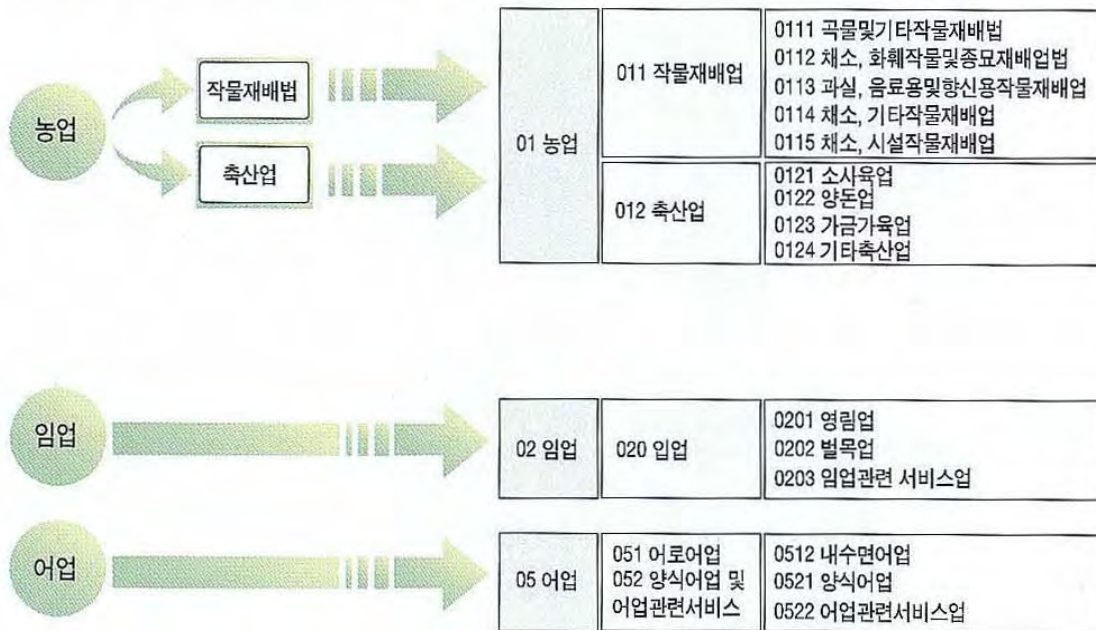 농업
작물재배법
축산업
01 농업
011 작물재배업
0111 곡물및기타작물재배법
0112 채소, 화훼작물및종묘재배업법
0113 과실, 음료용및향신용작물재배업
0114 채소, 기타작물재배업
0115 채소, 시설작물재배업
012 축산업
0121 소사육업
0122 양돈업
0123 가금가육업
0124 기타축산업
임업
02 임업
020 입업
0201 영림업
0202 벌목업
0203 임업관련 서비스업
어업
05 어업
051 어로어업
052 양식어업 및
어업관련서비스
0512 내수면어업
0521 양식어업
0522 어업관련서비스업